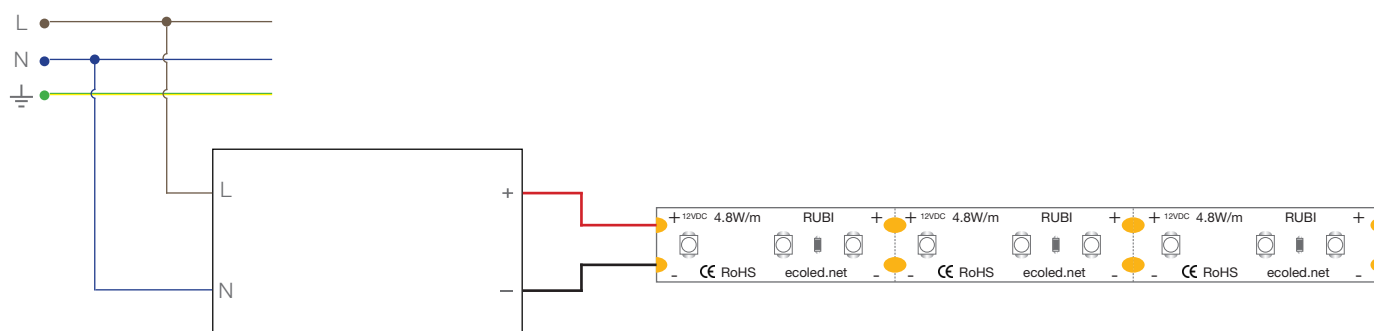 L
N
L
N
+
–
+ 12VDC 4.8W/m RUBI +
- CE RoHS ecoled.net -
+ 12VDC 4.8W/m RUBI +
- CE RoHS ecoled.net -
+ 12VDC 4.8W/m RUBI +
- CE RoHS ecoled.net -